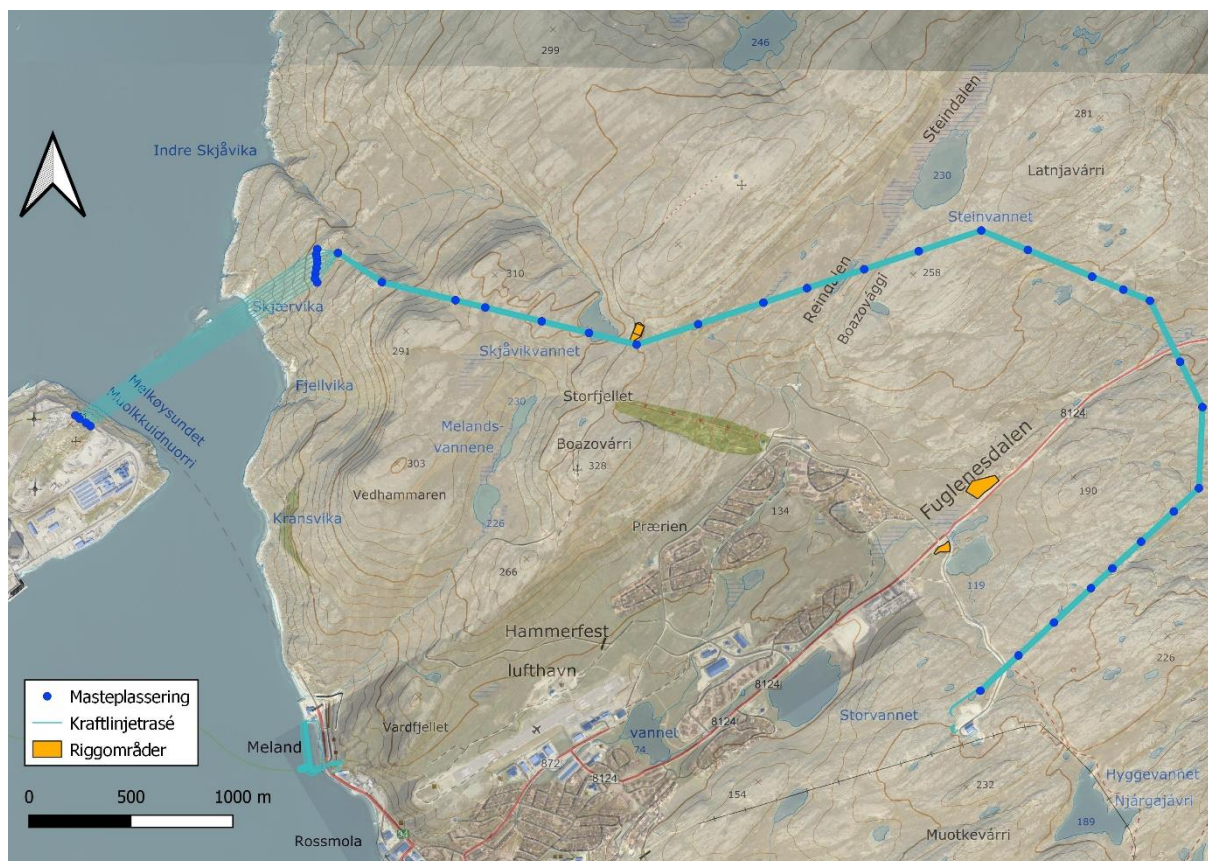 246
299
Steindalen
281
Indre Skjåvika
Latnjavárri
230
Steinvannet
310
258
Reindalen
Boazovággi
Skjærvika
Skjåvikvannet
291
Fjellvika
Storfjellet
8124
230
Melkøysundet
Muolkkuidnuorri
Melands-
vannene
Boazovárri
328
303
Vedhammaren
190
Fuglenesdalen
Kransvika
Prærien
134
226
266
119
Hammerfest
lufthavn
226
8124
Masteplassering
Kraftlinjetrasé
Riggområder
Vardfjellet
8124
Storvannet
Meland
vannet
74
872
8124
Hyggevannet
Njárgajávri
232
154
189
0 500 1000 m
Rossmola
Muotkevárri